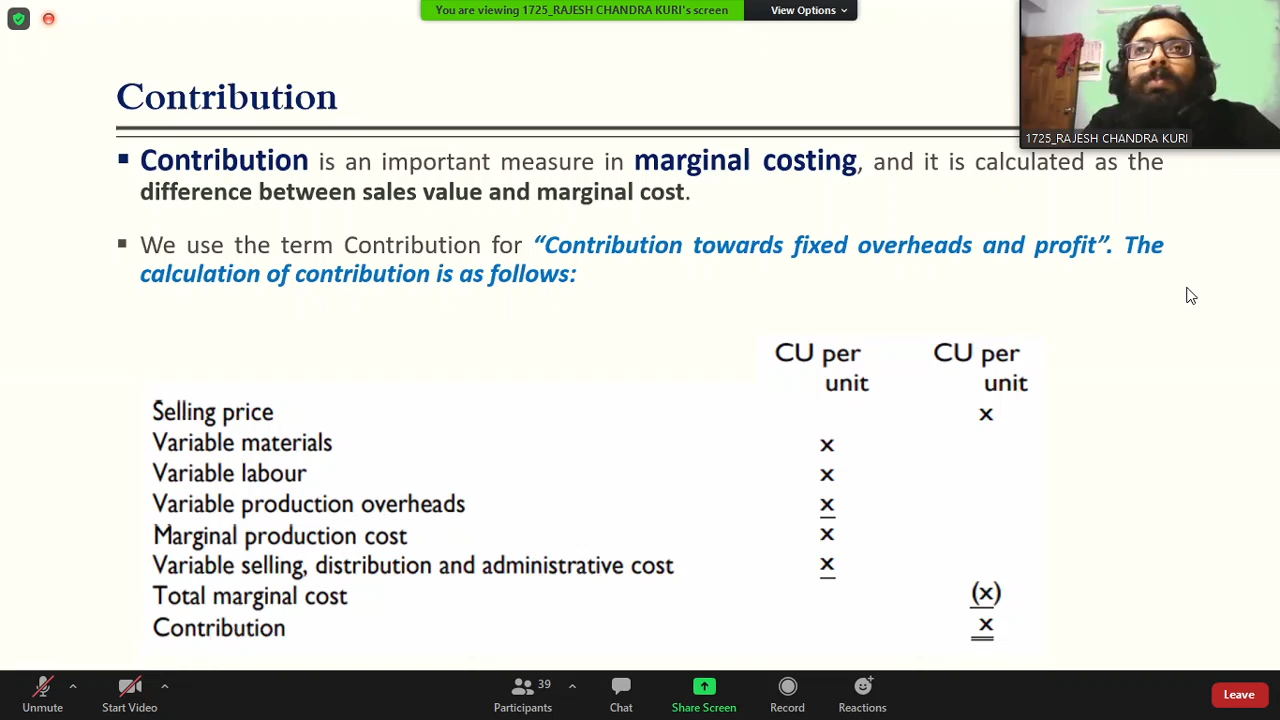 You are viewing 1725_RAJESH CHANDRA KURI's screen
View Options
1725_RAJESH CHANDRA KURI
Contribution
Contribution is an important measure in marginal costing, and it is calculated as the
difference between sales value and marginal cost.
We use the term Contribution for “Contribution towards fixed overheads and profit”. The
calculation of contribution is as follows:
CU per CU per
unit unit
Selling price x
Variable materials x
Variable labour x
Variable production overheads x
Marginal production cost x
Variable selling, distribution and administrative cost x
Total marginal cost (x)
Contribution x
39
Unmute Start Video Participants Chat Share Screen Record Reactions Leave